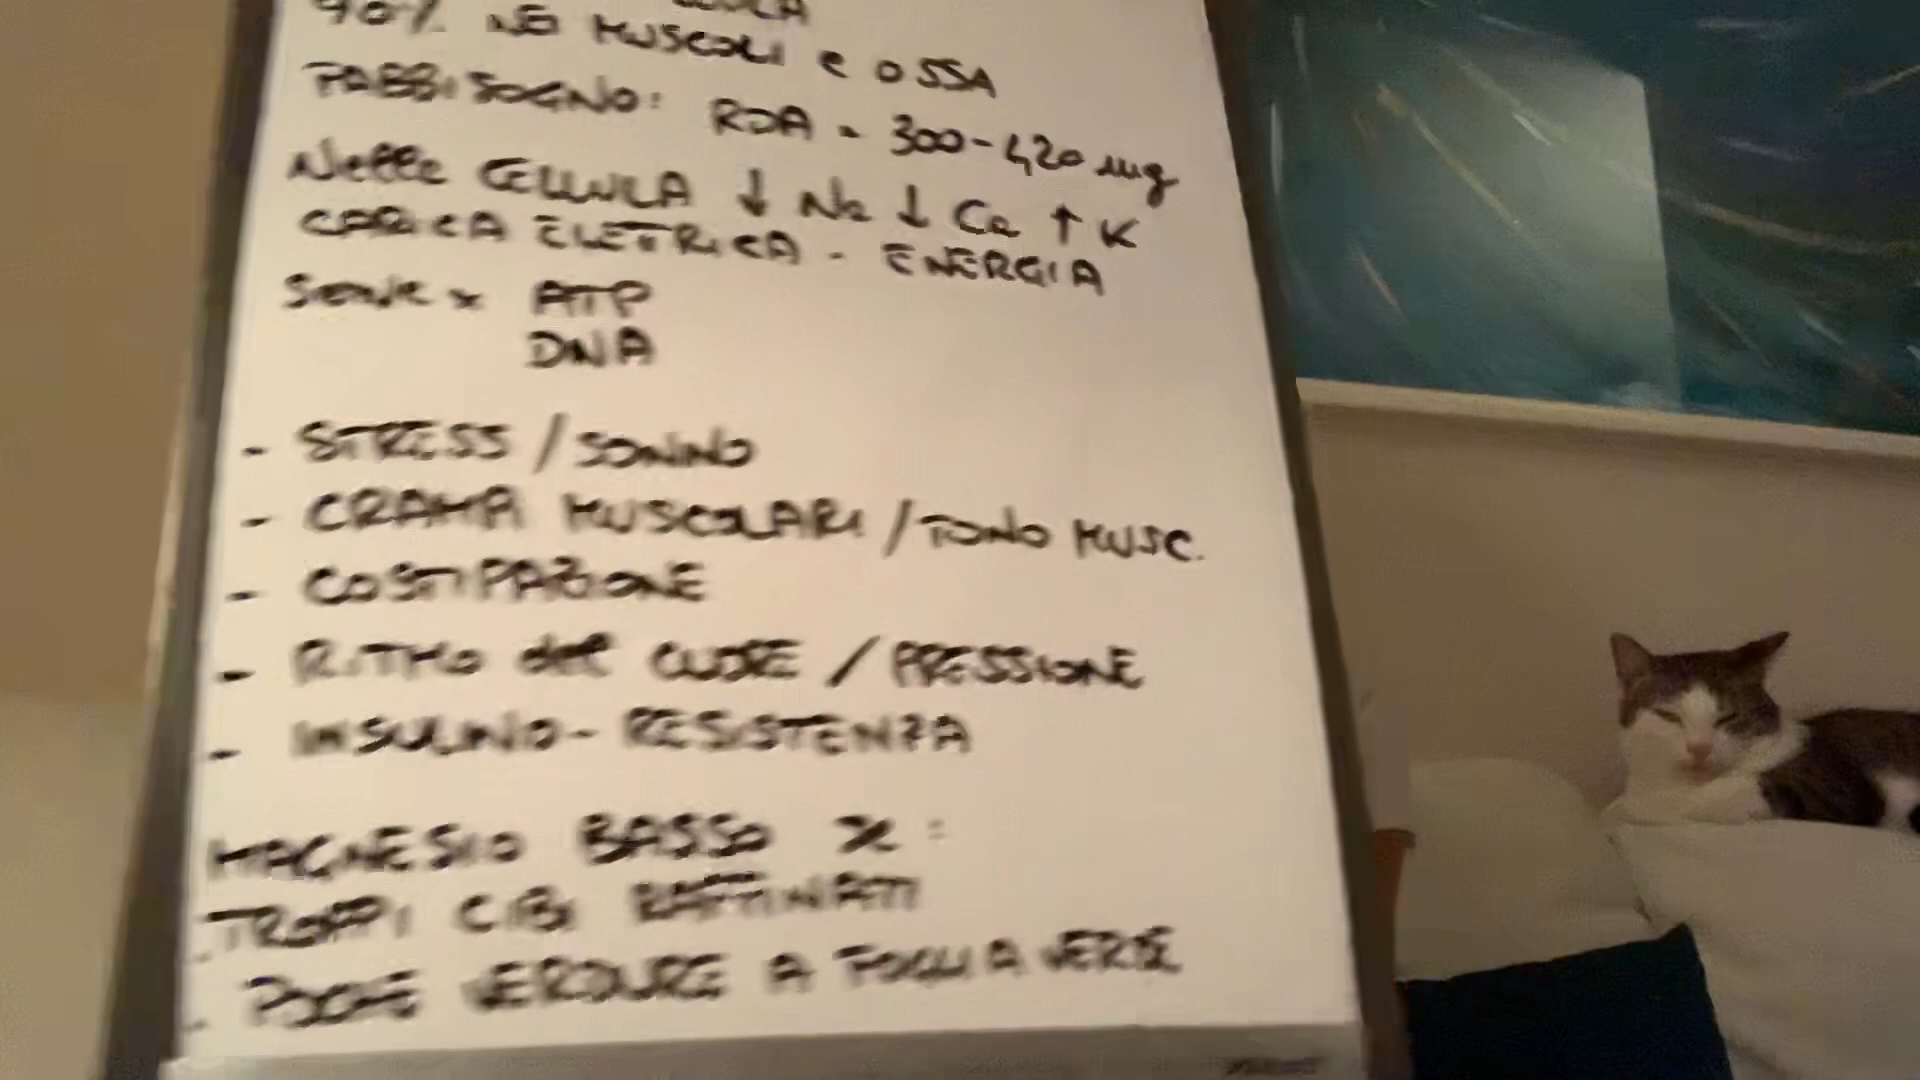 90% NEI MUSCOLI e OSSA
FABBISOGNO: RDA = 300-420 mg
Nelle CELLULA ↓ Na ↓ Ca ↑ K
CARICA ELETRICA - ENERGIA
Serve x ATP
DNA
- STRESS / SONNO
- CRAMPI MUSCOLARI / TONO MUSC.
- COSTIPAZIONE
- RITMO del CUORE / PRESSIONE
- INSULINO-RESISTENZA
MAGNESIO BASSO x:
. TROPPI CIBI RAFFINATI
. POCHE VERDURE A FOGLIA VERDE